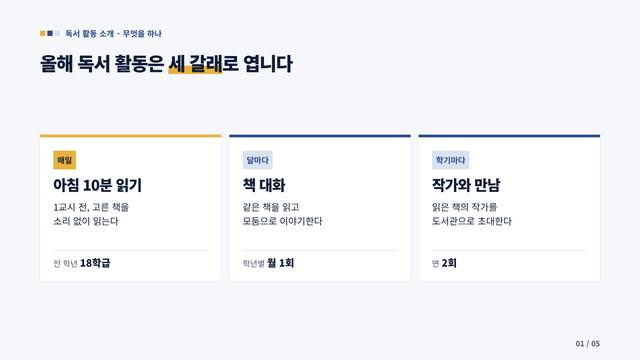 독서 활동 소개 · 무엇을 하나
올해 독서 활동은 세 갈래로 엽니다
매일
아침 10분 읽기
1교시 전, 고른 책을
소리 없이 읽는다
전 학년 18학급
달마다
책 대화
같은 책을 읽고
모둠으로 이야기한다
학년별 월 1회
학기마다
작가와 만남
읽은 책의 작가를
도서관으로 초대한다
연 2회
01 / 05